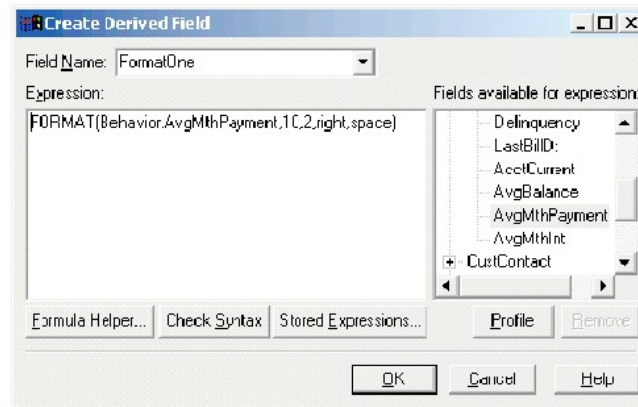 Create Derived Field
Field Name: FormatOne
Expression:
Fields available for expression:
FORMAT(Behavior.AvgMthPayment,10,2,right,space)
Delinquency
LastBillD:
AcctCurrent
AvgBalance
AvgMthPayment
AvgMthInt
CustContact
Formula Helper...
Check Syntax
Stored Expressions...
Profile
Remove
OK
Cancel
Help